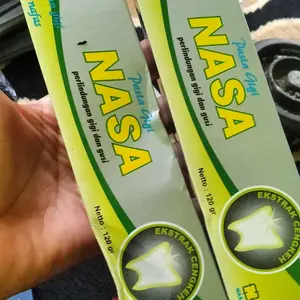 nafas
Pasta Gigi
NASA
perlindungan gigi dan gusi
Netto : 120 gr
EKSTRAK CENGKEH
Pasta Gigi
NASA
perlindungan gigi dan gusi
Netto : 120 gr
EKSTRAK CENGKEH